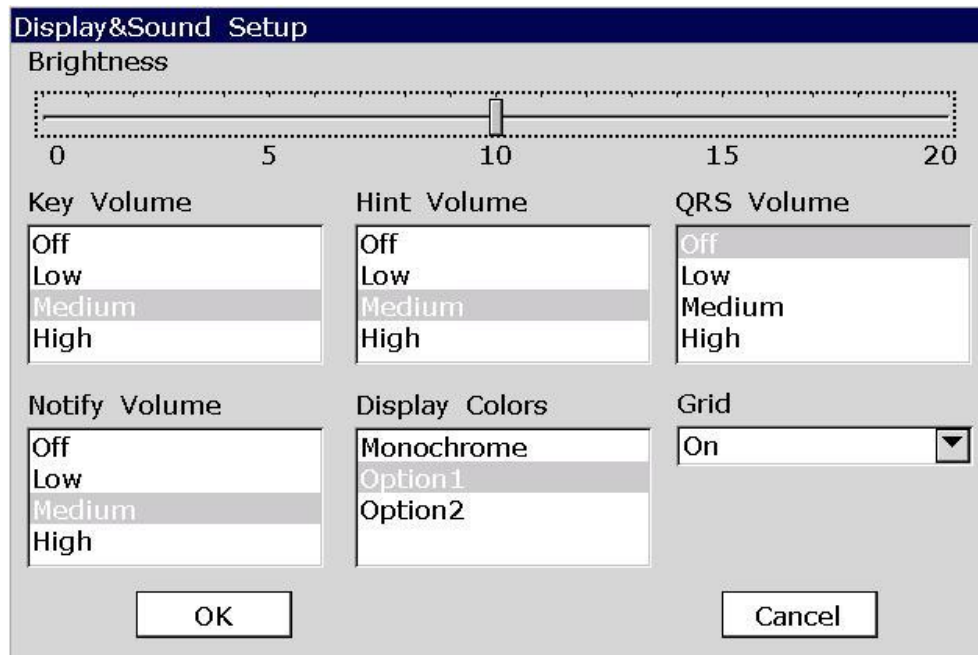 Display&Sound Setup
Brightness
0 5 10 15 20
Key Volume
Off
Low
Medium
High
Hint Volume
Off
Low
Medium
High
QRS Volume
Off
Low
Medium
High
Notify Volume
Off
Low
Medium
High
Display Colors
Monochrome
Option1
Option2
Grid
On
OK
Cancel